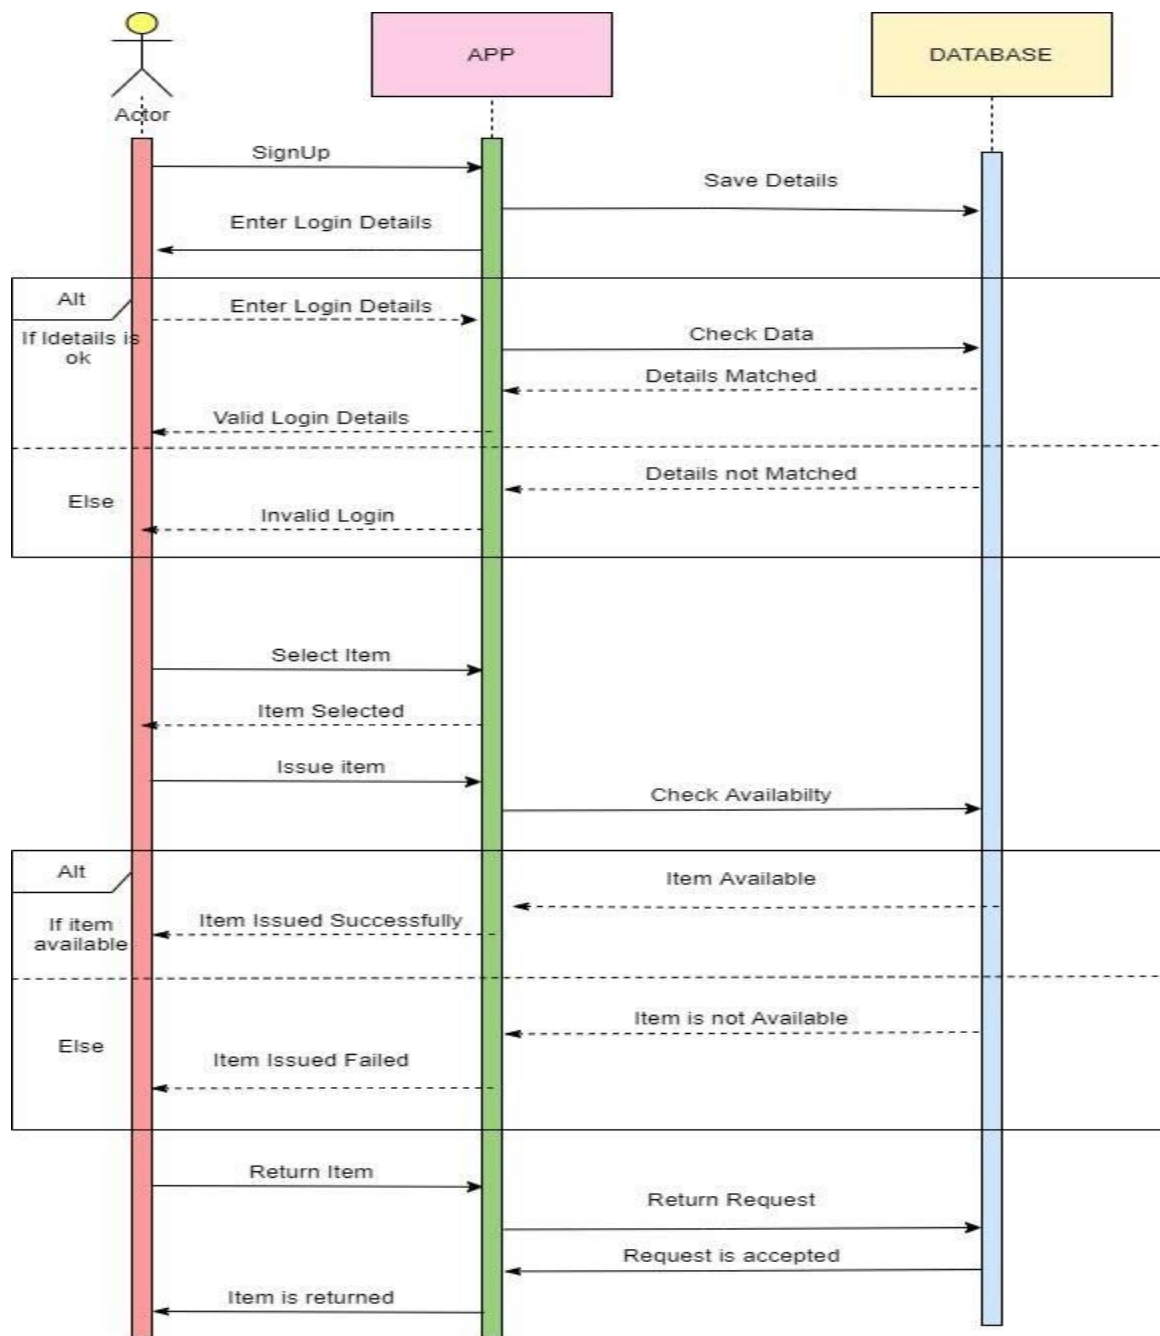 APP
DATABASE
Actor
SignUp
Save Details
Enter Login Details
Alt
Enter Login Details
If Idetails is
ok
Check Data
Details Matched
Valid Login Details
Details not Matched
Else
Invalid Login
Select Item
Item Selected
Issue item
Check Availabilty
Alt
Item Available
If item
available
Item Issued Successfully
Item is not Available
Else
Item Issued Failed
Return Item
Return Request
Request is accepted
Item is returned